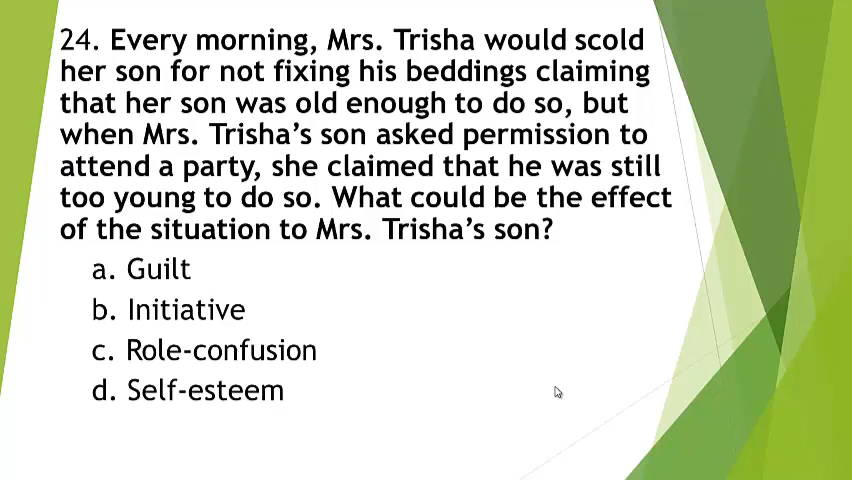 24. Every morning, Mrs. Trisha would scold
her son for not fixing his beddings claiming
that her son was old enough to do so, but
when Mrs. Trisha’s son asked permission to
attend a party, she claimed that he was still
too young to do so. What could be the effect
of the situation to Mrs. Trisha’s son?
a. Guilt
b. Initiative
c. Role-confusion
d. Self-esteem